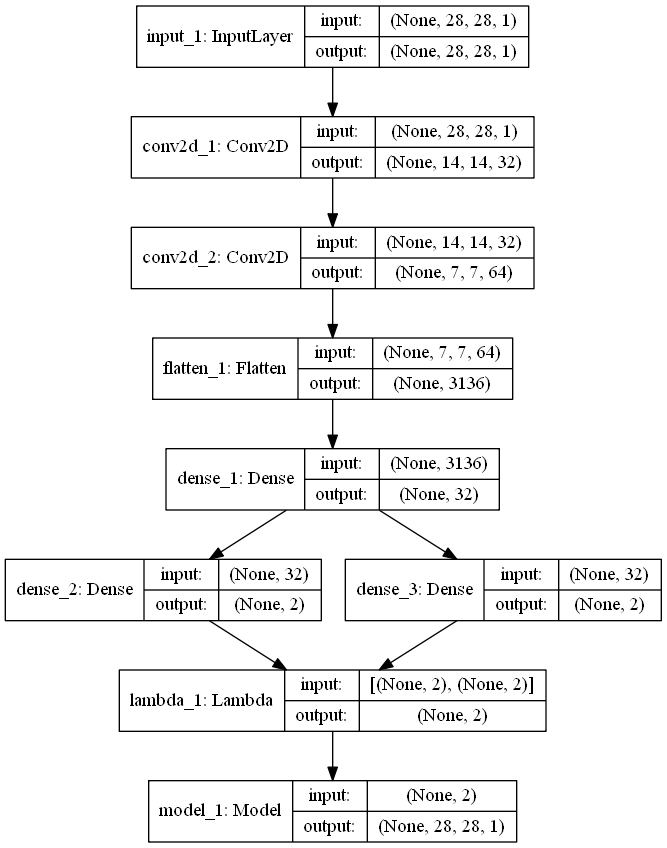 input_1: InputLayer
input: (None, 28, 28, 1)
output: (None, 28, 28, 1)
conv2d_1: Conv2D
input: (None, 28, 28, 1)
output: (None, 14, 14, 32)
conv2d_2: Conv2D
input: (None, 14, 14, 32)
output: (None, 7, 7, 64)
flatten_1: Flatten
input: (None, 7, 7, 64)
output: (None, 3136)
dense_1: Dense
input: (None, 3136)
output: (None, 32)
dense_2: Dense
input: (None, 32)
output: (None, 2)
dense_3: Dense
input: (None, 32)
output: (None, 2)
lambda_1: Lambda
input: [(None, 2), (None, 2)]
output: (None, 2)
model_1: Model
input: (None, 2)
output: (None, 28, 28, 1)